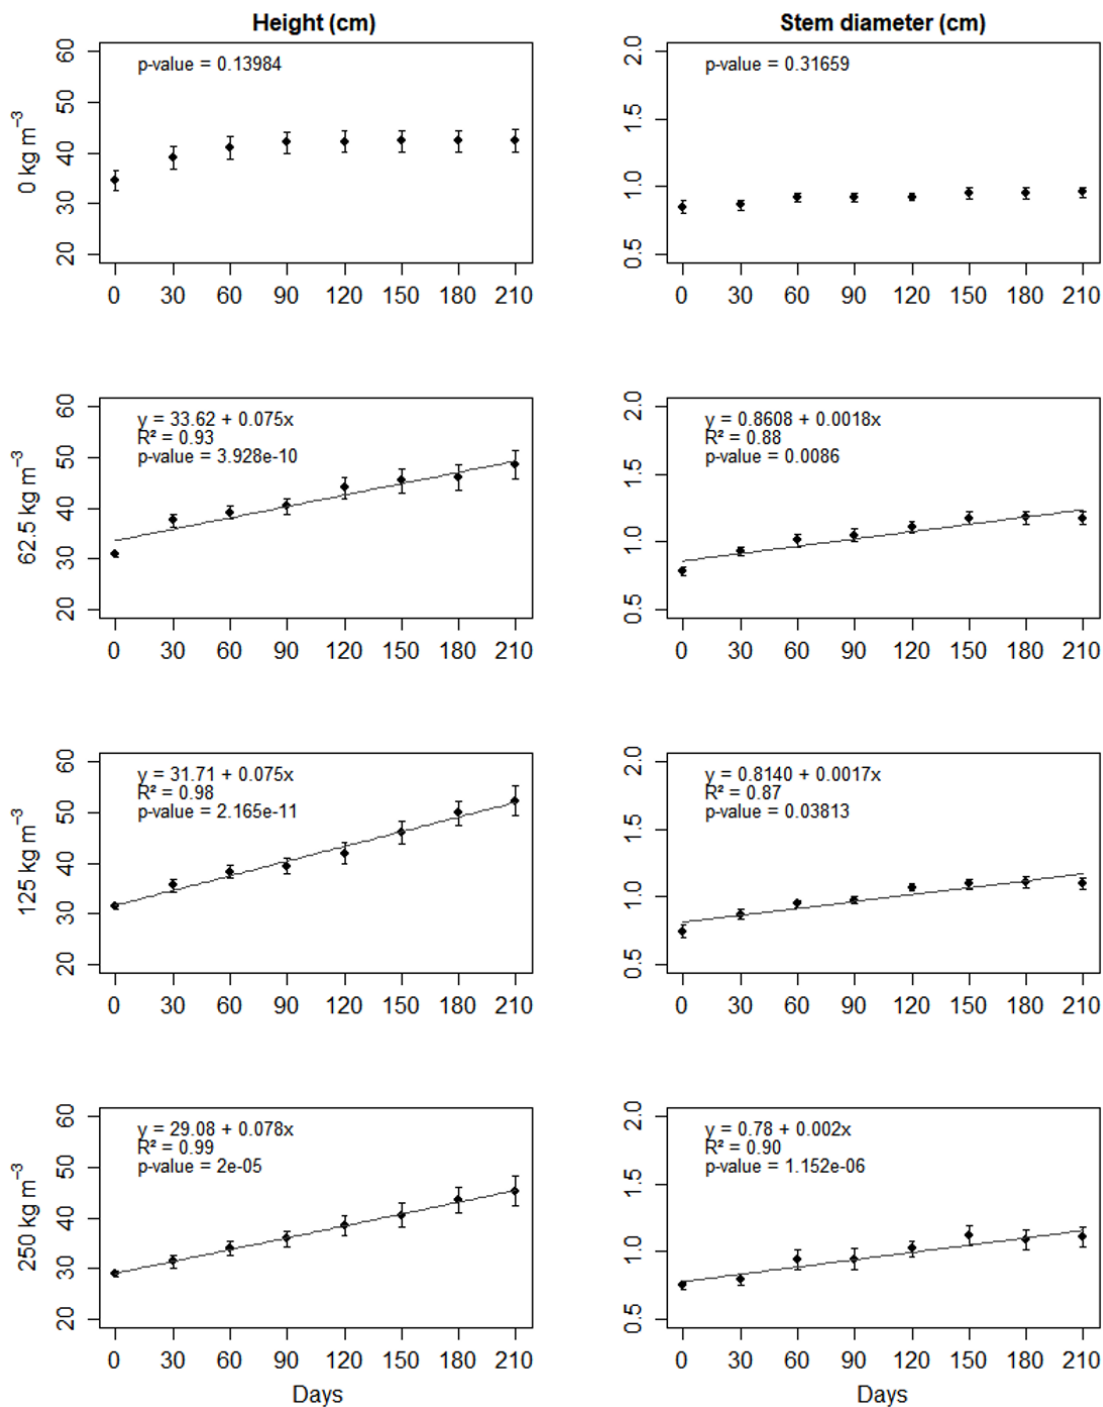 Height (cm)
Stem diameter (cm)
0 kg m⁻³
60
50
40
30
20
p-value = 0.13984
0 30 60 90 120 150 180 210
2.0
1.5
1.0
0.5
p-value = 0.31659
0 30 60 90 120 150 180 210
62.5 kg m⁻³
60
50
40
30
20
y = 33.62 + 0.075x
R² = 0.93
p-value = 3.928e-10
0 30 60 90 120 150 180 210
2.0
1.5
1.0
0.5
y = 0.8608 + 0.0018x
R² = 0.88
p-value = 0.0086
0 30 60 90 120 150 180 210
125 kg m⁻³
60
50
40
30
20
y = 31.71 + 0.075x
R² = 0.98
p-value = 2.165e-11
0 30 60 90 120 150 180 210
2.0
1.5
1.0
0.5
y = 0.8140 + 0.0017x
R² = 0.87
p-value = 0.03813
0 30 60 90 120 150 180 210
250 kg m⁻³
60
50
40
30
20
y = 29.08 + 0.078x
R² = 0.99
p-value = 2e-05
0 30 60 90 120 150 180 210
Days
2.0
1.5
1.0
0.5
y = 0.78 + 0.002x
R² = 0.90
p-value = 1.152e-06
0 30 60 90 120 150 180 210
Days